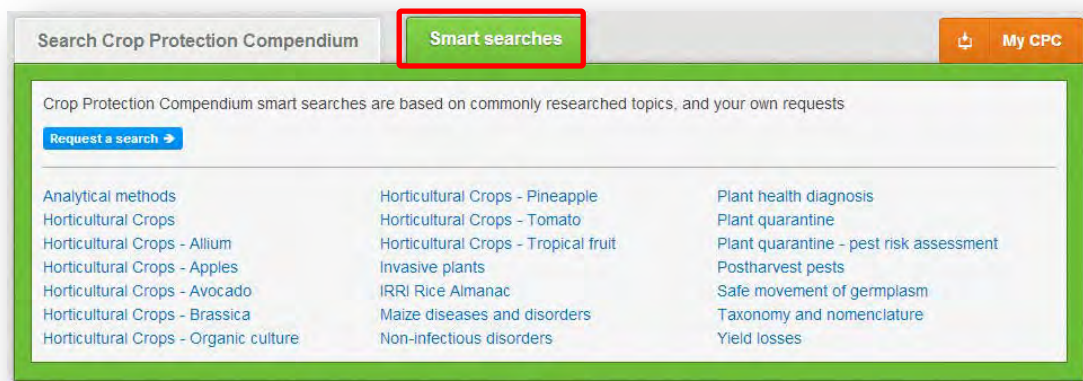 Search Crop Protection Compendium
Smart searches
My CPC
Crop Protection Compendium smart searches are based on commonly researched topics, and your own requests
Request a search →
Analytical methods
Horticultural Crops
Horticultural Crops - Allium
Horticultural Crops - Apples
Horticultural Crops - Avocado
Horticultural Crops - Brassica
Horticultural Crops - Organic culture
Horticultural Crops - Pineapple
Horticultural Crops - Tomato
Horticultural Crops - Tropical fruit
Invasive plants
IRRI Rice Almanac
Maize diseases and disorders
Non-infectious disorders
Plant health diagnosis
Plant quarantine
Plant quarantine - pest risk assessment
Postharvest pests
Safe movement of germplasm
Taxonomy and nomenclature
Yield losses